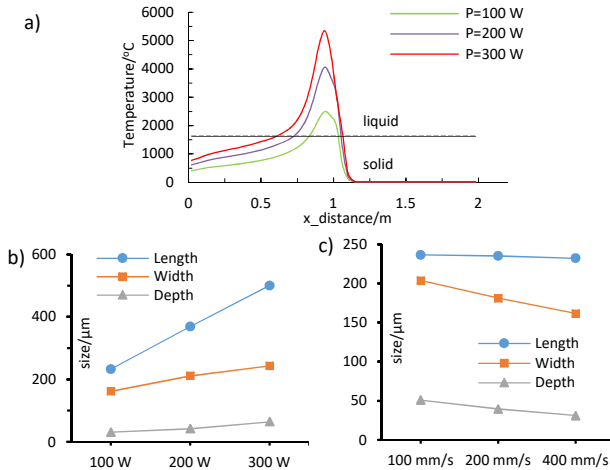 a)
Temperature/°C
6000
5000
4000
3000
2000
1000
0
P=100 W
P=200 W
P=300 W
liquid
solid
0
0.5
1
1.5
2
x_distance/m
b)
size/μm
600
400
200
0
Length
Width
Depth
100 W
200 W
300 W
c)
size/μm
250
200
150
100
50
0
Length
Width
Depth
100 mm/s
200 mm/s
400 mm/s